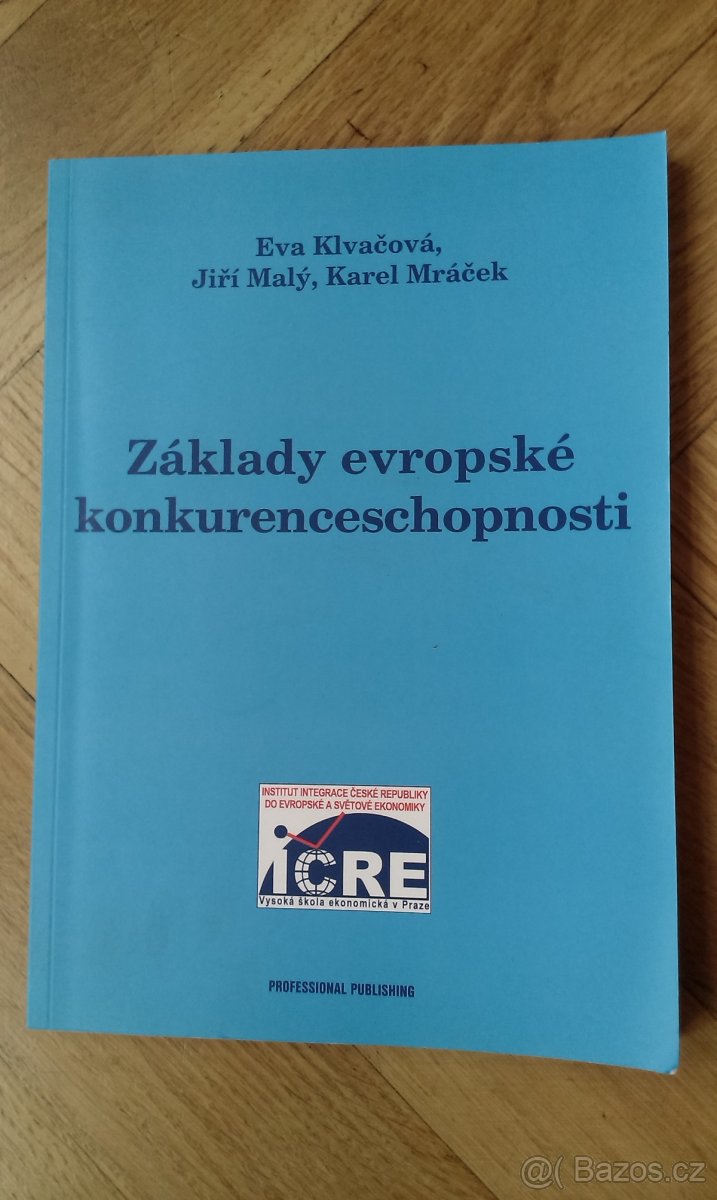 Eva Klvačová,
Jiří Malý, Karel Mráček
Základy evropské
konkurenceschopnosti
INSTITUT INTEGRACE ČESKÉ REPUBLIKY
DO EVROPSKÉ A SVĚTOVÉ EKONOMIKY
ICRE
Vysoká škola ekonomická v Praze
PROFESSIONAL PUBLISHING
@( Bazos.cz